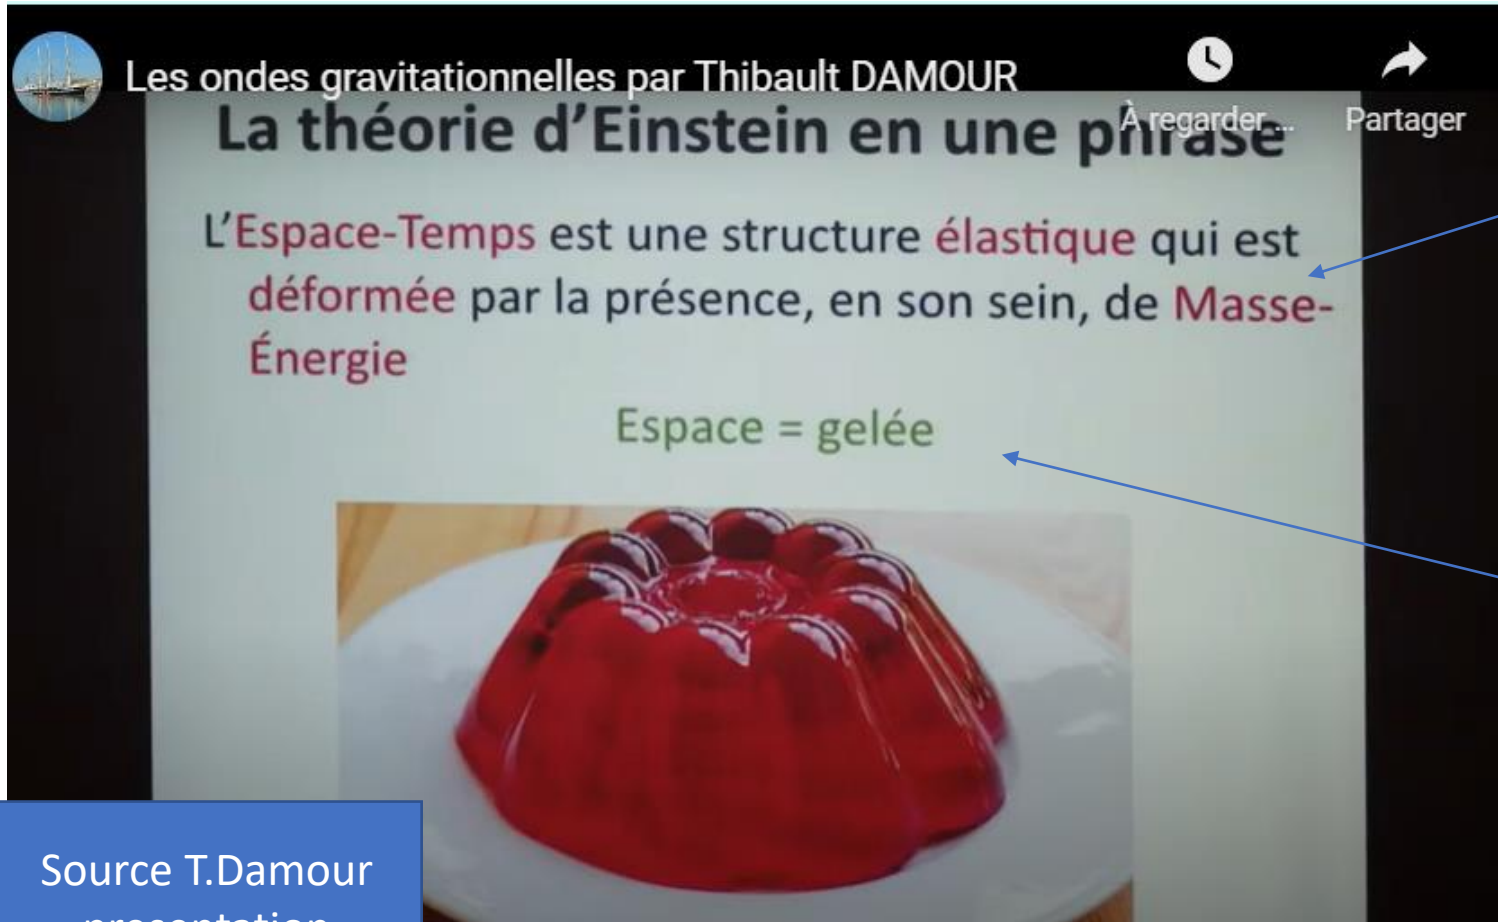 Les ondes gravitationnelles par Thibault DAMOUR
À regarder ...
Partager
La théorie d'Einstein en une phrase
L'Espace-Temps est une structure élastique qui est
déformée par la présence, en son sein, de Masse-
Énergie
Espace = gelée
Source T.Damour
presentation